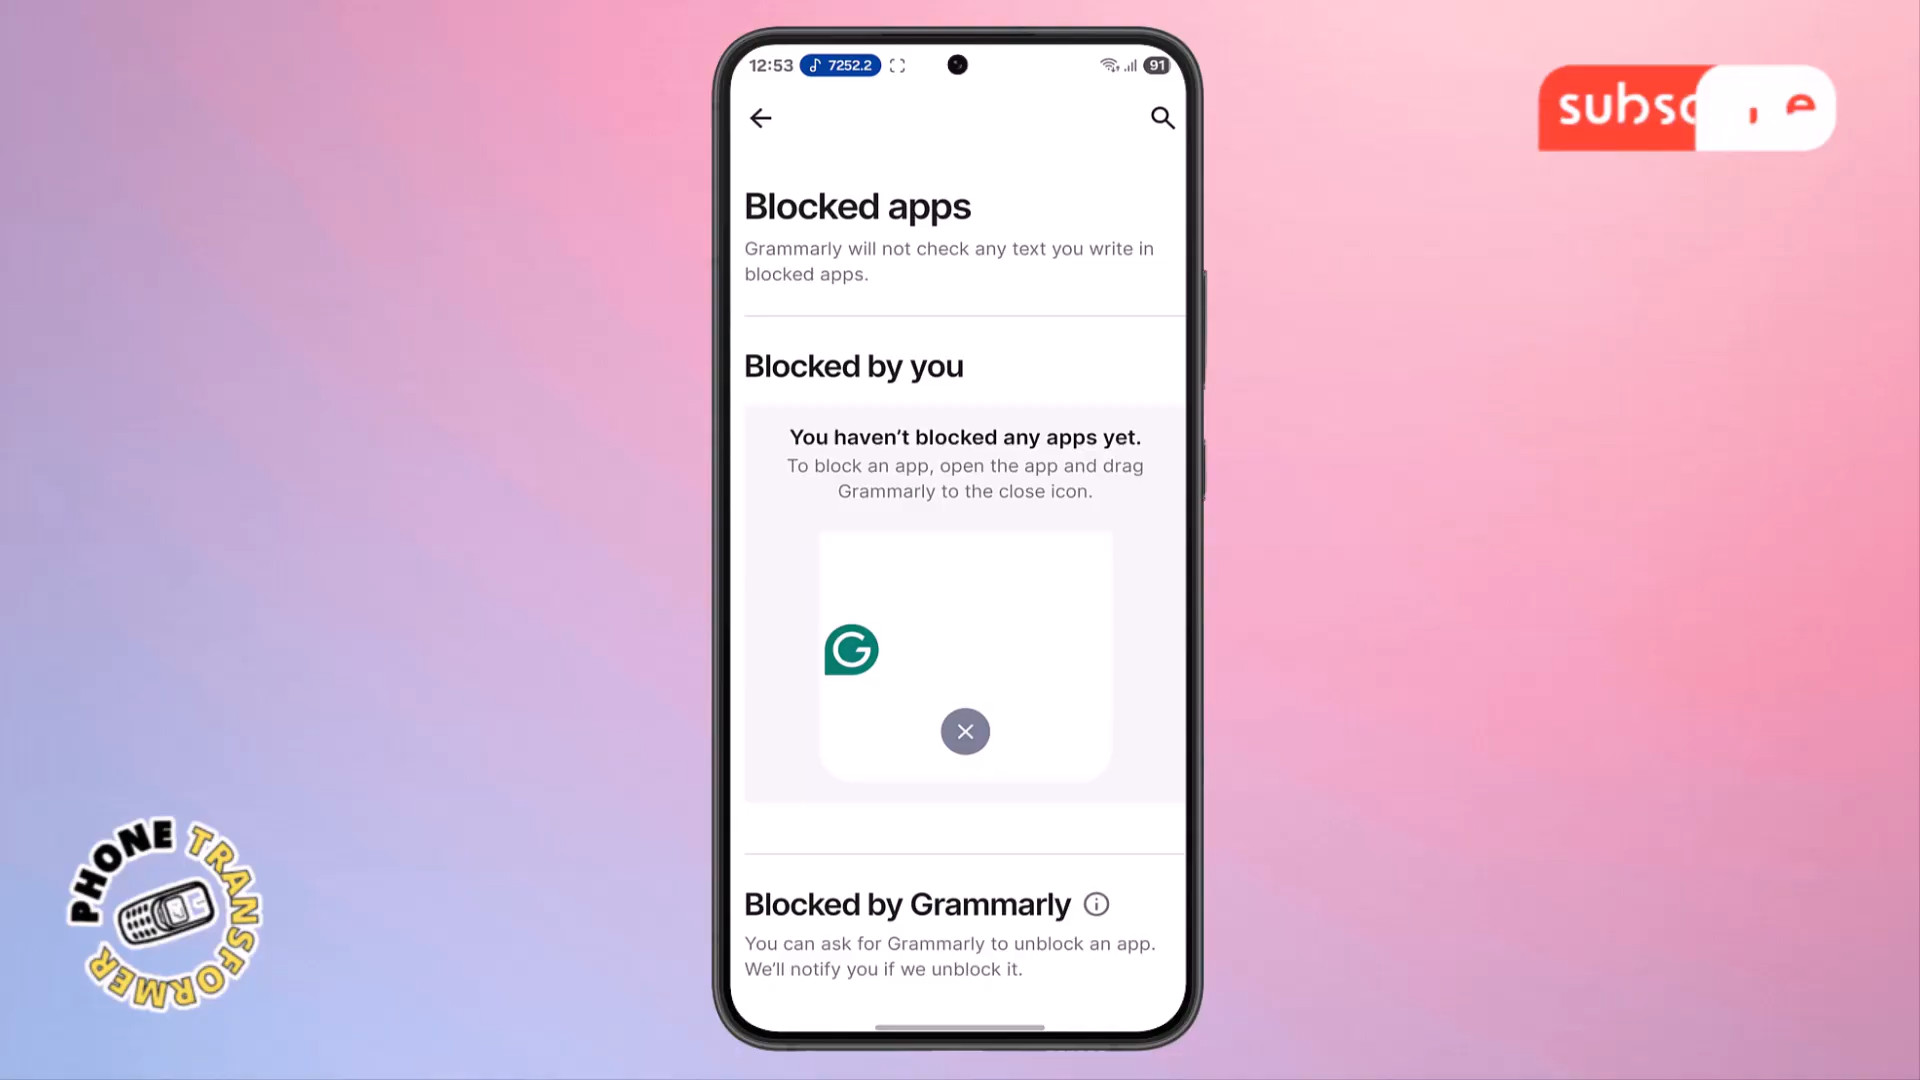 12:53 7252.2 91
subsc e
Blocked apps
Grammarly will not check any text you write in
blocked apps.
Blocked by you
You haven’t blocked any apps yet.
To block an app, open the app and drag
Grammarly to the close icon.
G
Blocked by Grammarly
You can ask for Grammarly to unblock an app.
We’ll notify you if we unblock it.
PHONE TRANSFORMER